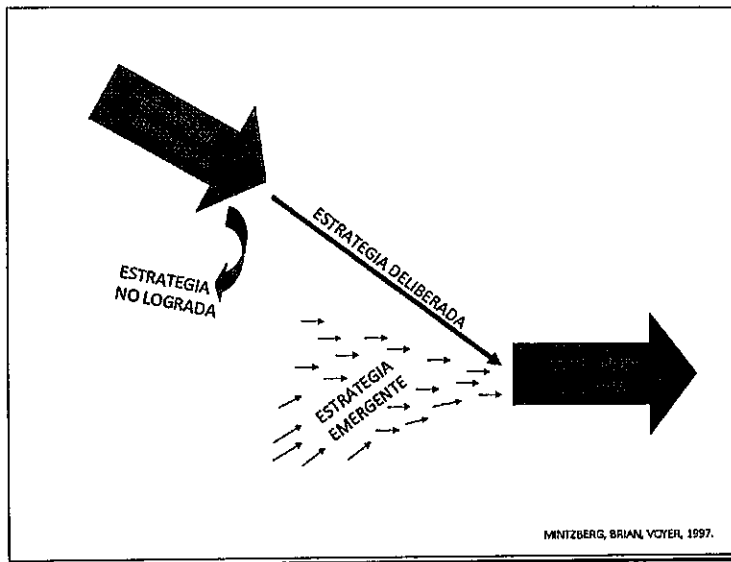 ESTRATEGIA
NO LOGRADA
ESTRATEGIA DELIBERADA
ESTRATEGIA
EMERGENTE
MINTZBERG, BRIAN, VOYER, 1997.